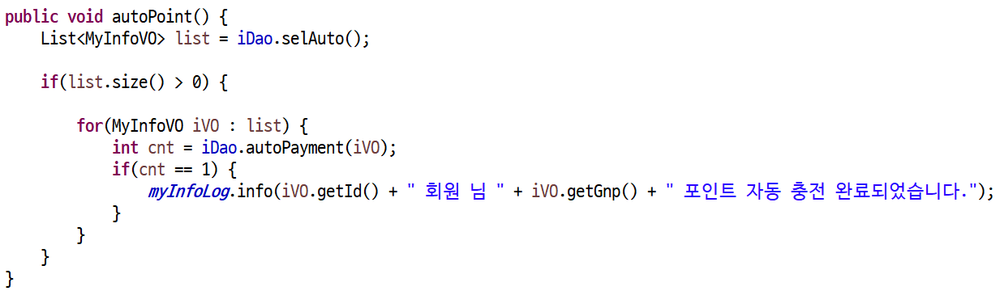 public void autoPoint() {
    List<MyInfoVO> list = iDao.selAuto();

    if(list.size() > 0) {

        for(MyInfoVO iVO : list) {
            int cnt = iDao.autoPayment(iVO);
            if(cnt == 1) {
                myInfoLog.info(iVO.getId() + " 회원 님 " + iVO.getGnp() + " 포인트 자동 충전 완료되었습니다.");
            }
        }
    }
}